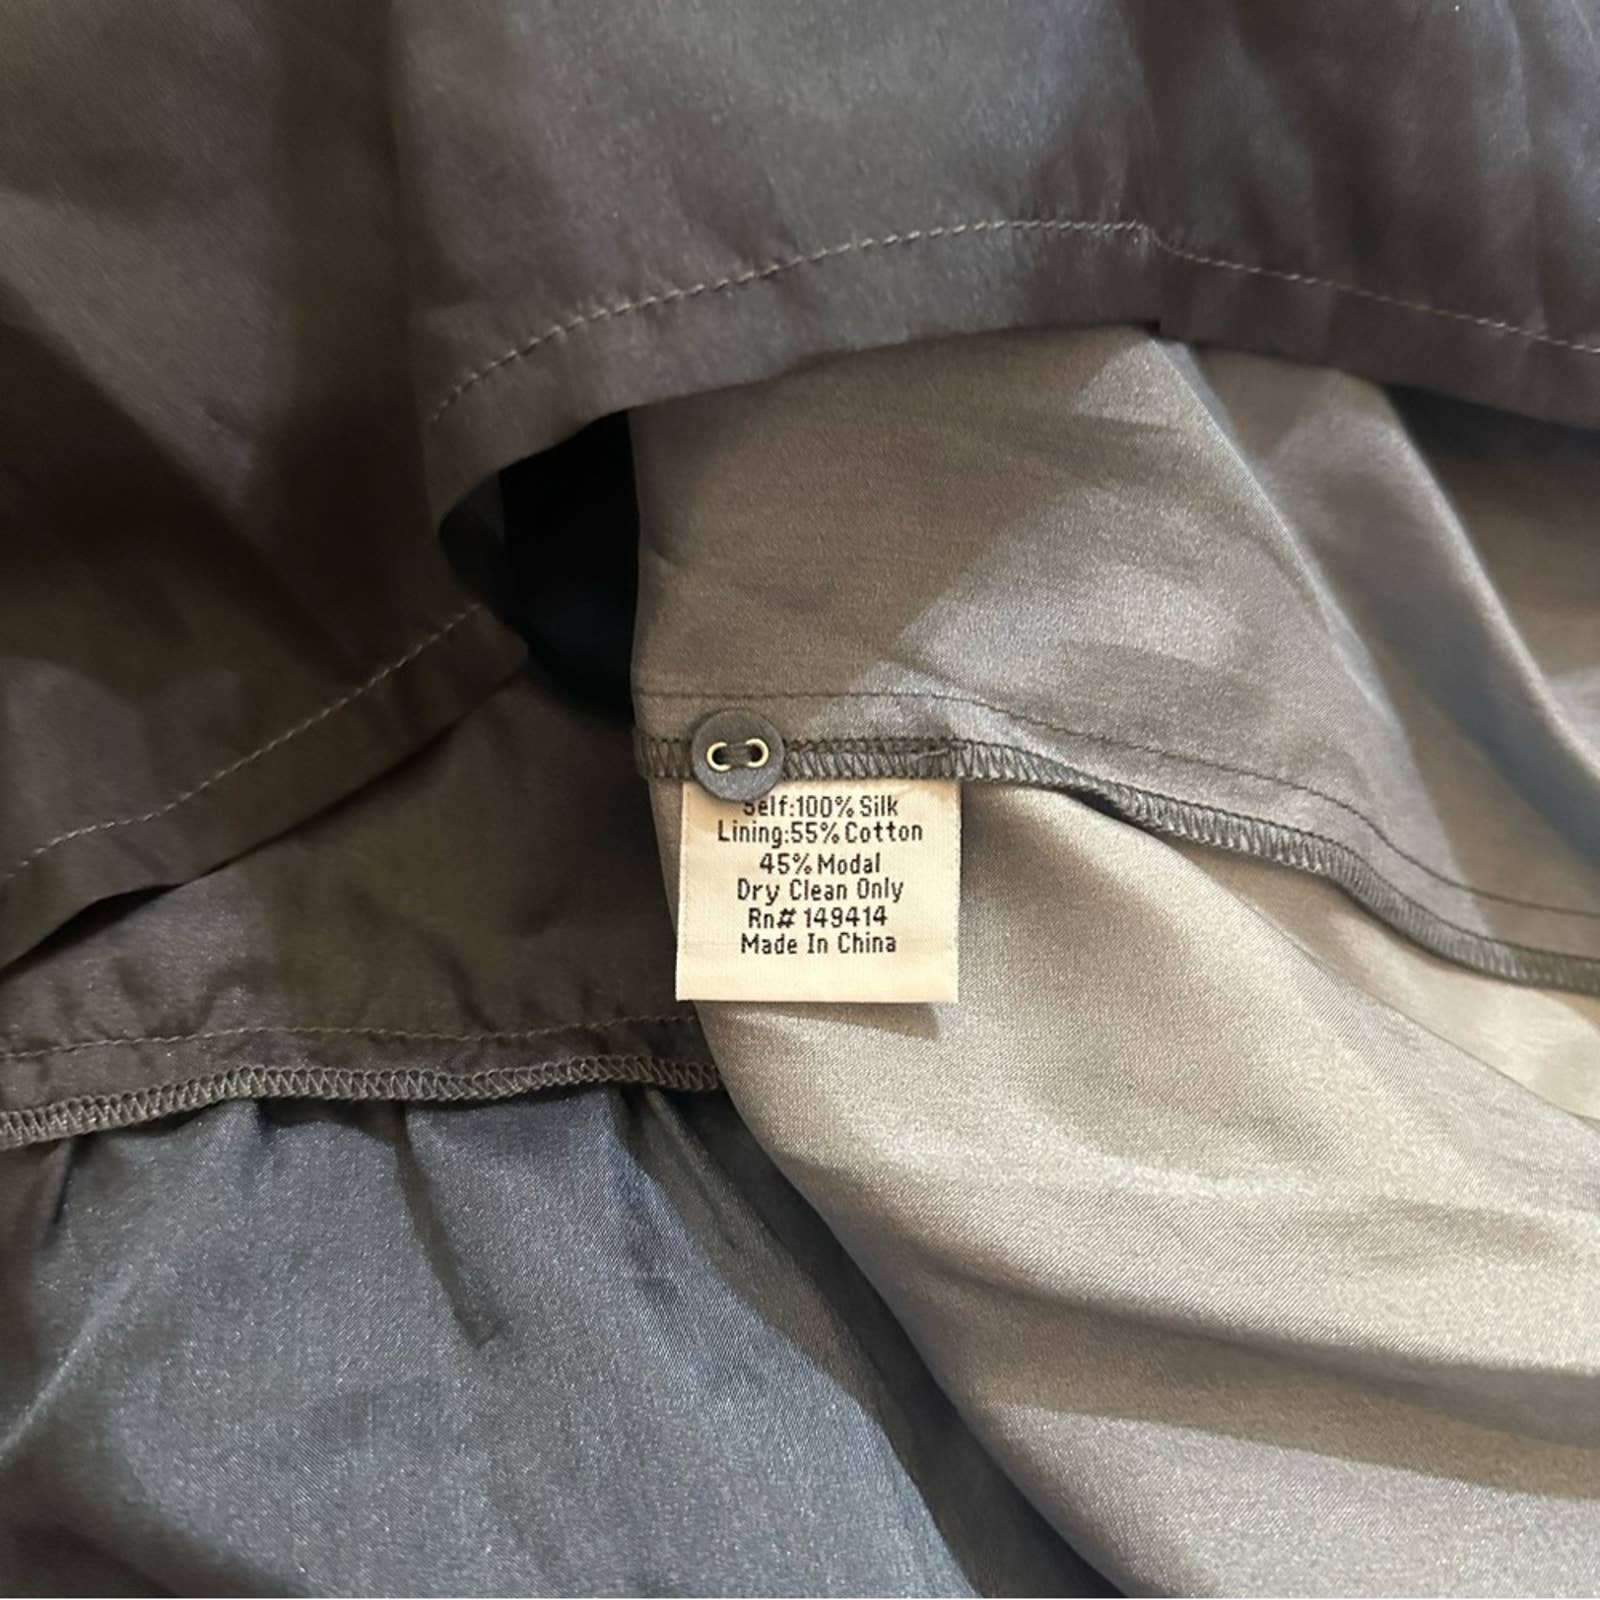 Self:100% Silk
Lining:55% Cotton
45% Modal
Dry Clean Only
Rn# 149414
Made In China